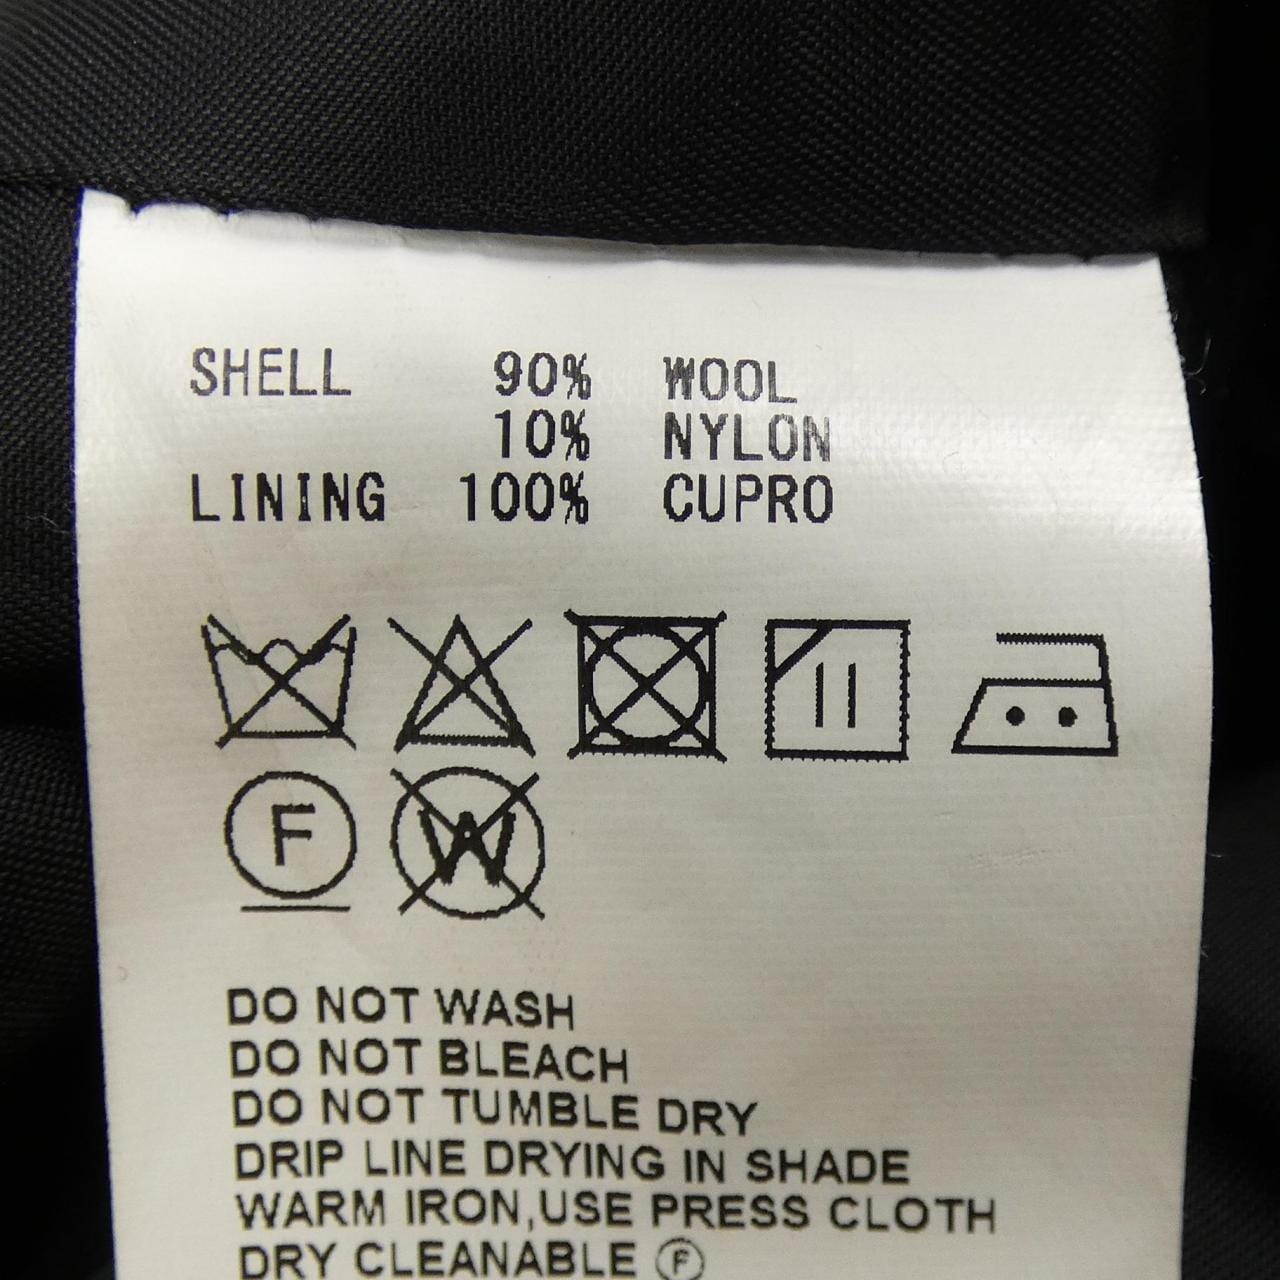 SHELL 90% WOOL
10% NYLON
LINING 100% CUPRO
F W
DO NOT WASH
DO NOT BLEACH
DO NOT TUMBLE DRY
DRIP LINE DRYING IN SHADE
WARM IRON,USE PRESS CLOTH
DRY CLEANABLE Ⓕ